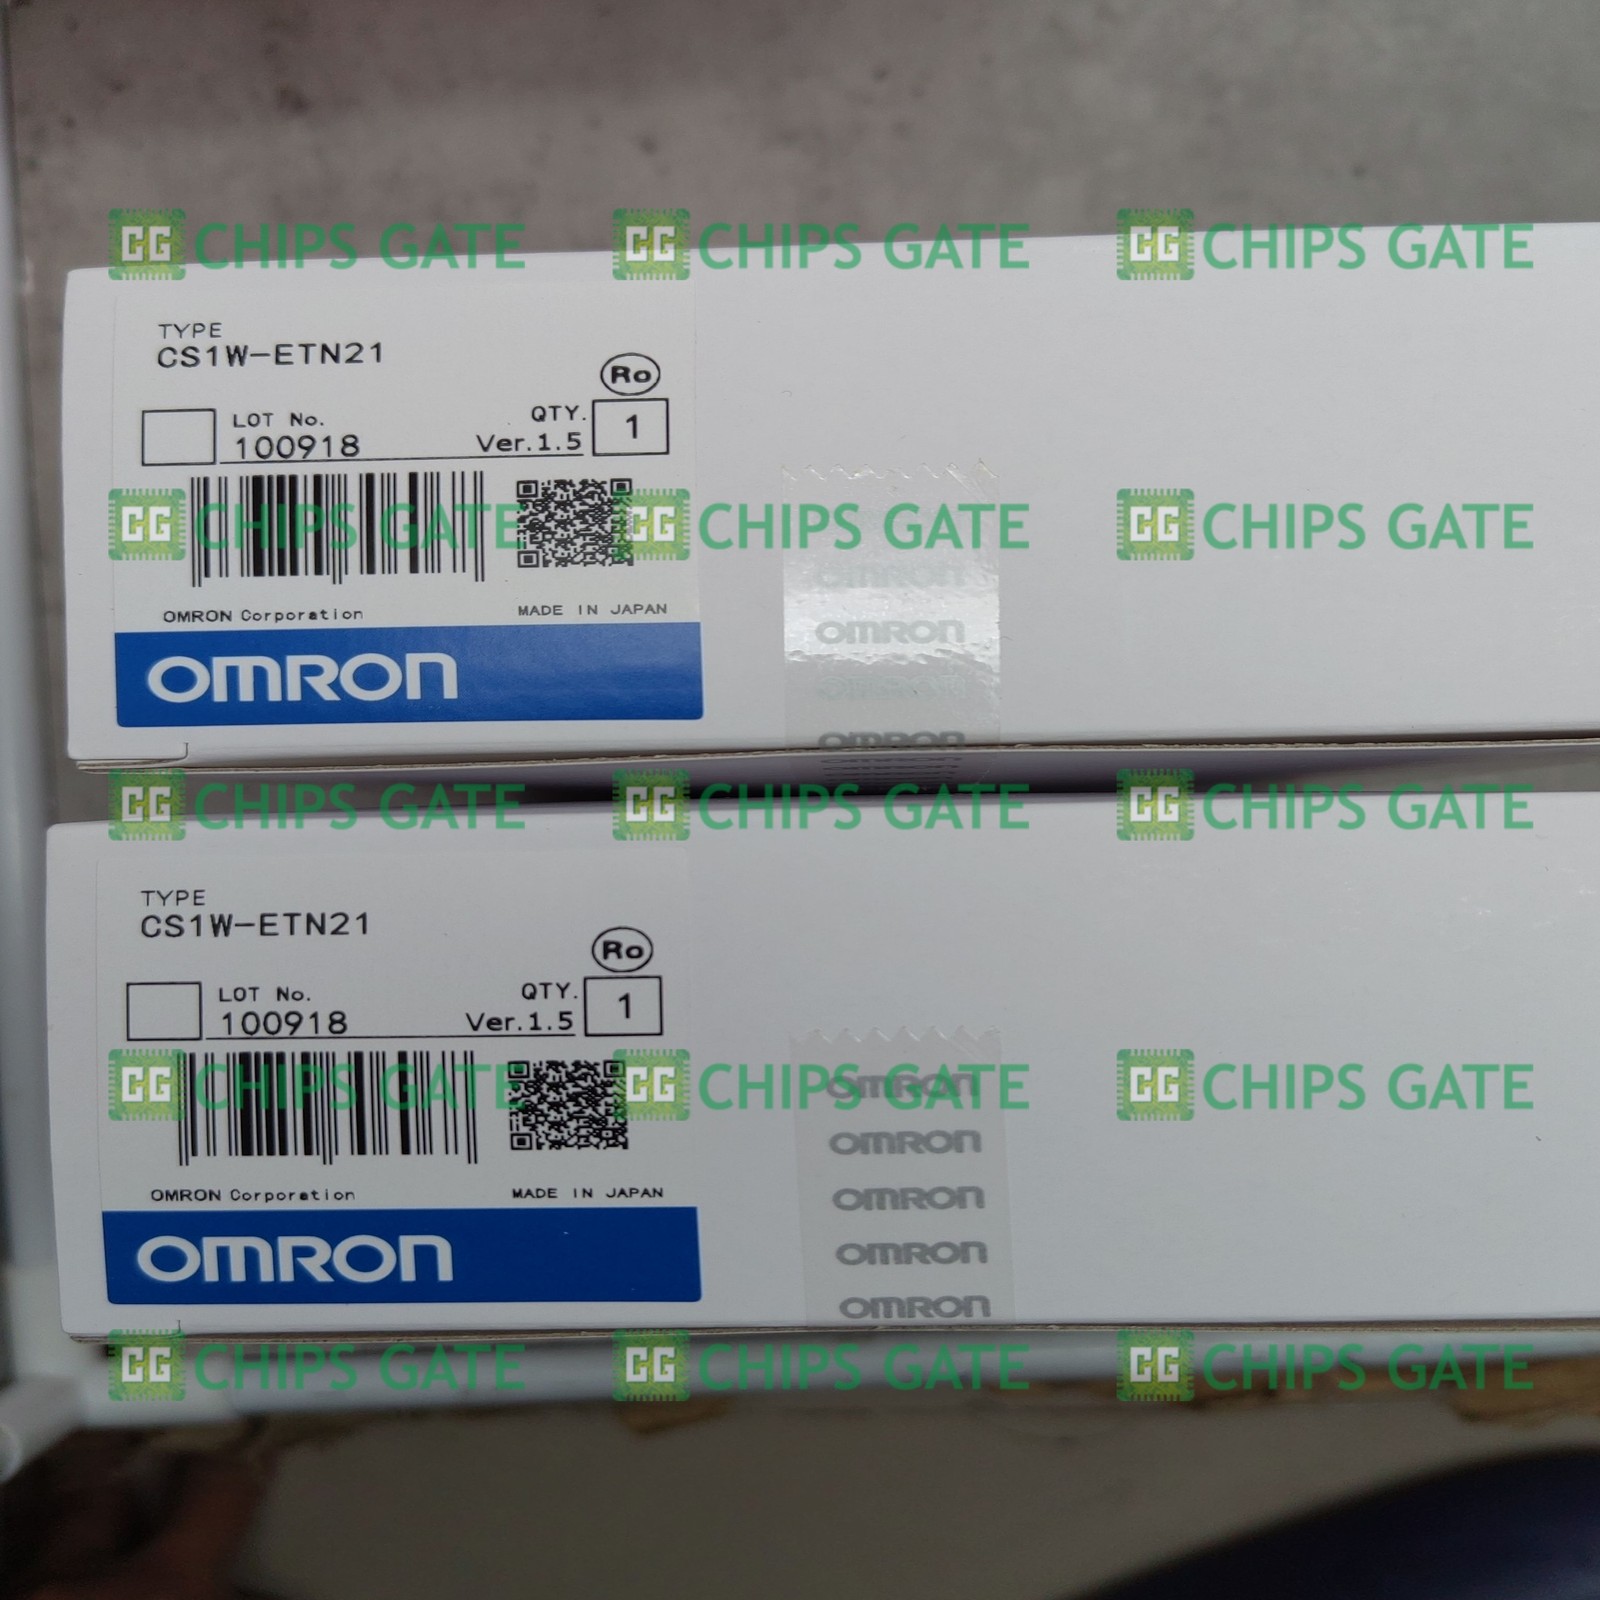 CG CHIPS GATE CG CHIPS GATE CG CHIPS GATE
TYPE
CS1W-ETN21
Ro
LOT No. QTY. 1
100918 Ver.1.5
CG CHIPS GATE CG CHIPS GATE CG CHIPS GATE
OMRON
OMRON Corporation MADE IN JAPAN
OMRON
OMRON
OMRON
OMRON
CG CHIPS GATE CG CHIPS GATE CG CHIPS GATE
TYPE
CS1W-ETN21
Ro
LOT No. QTY. 1
100918 Ver.1.5
CG CHIPS GATE CG CHIPS GATE CG CHIPS GATE
OMRON
OMRON
OMRON Corporation MADE IN JAPAN
OMRON
OMRON
OMRON
OMRON
CG CHIPS GATE CG CHIPS GATE CG CHIPS GATE